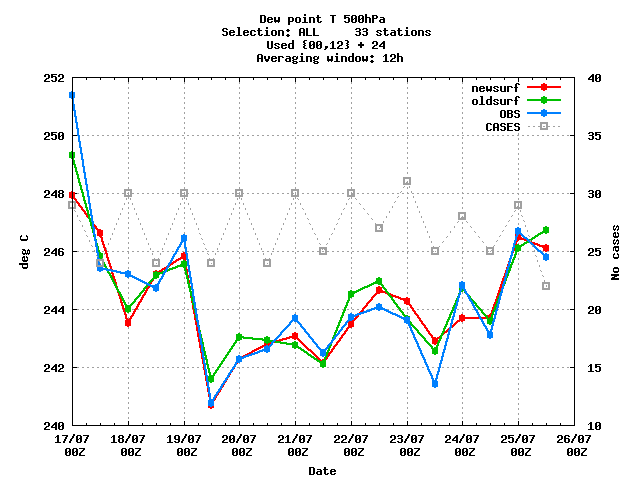 Dew point T 500hPa
Selection: ALL     33 stations
Used {00,12} + 24
Averaging window: 12h
252
250
248
246
244
242
240
deg C
40
35
30
25
20
15
10
No cases
newsurf
oldsurf
OBS
CASES
17/07 18/07 19/07 20/07 21/07 22/07 23/07 24/07 25/07 26/07
00Z 00Z 00Z 00Z 00Z 00Z 00Z 00Z 00Z 00Z
Date